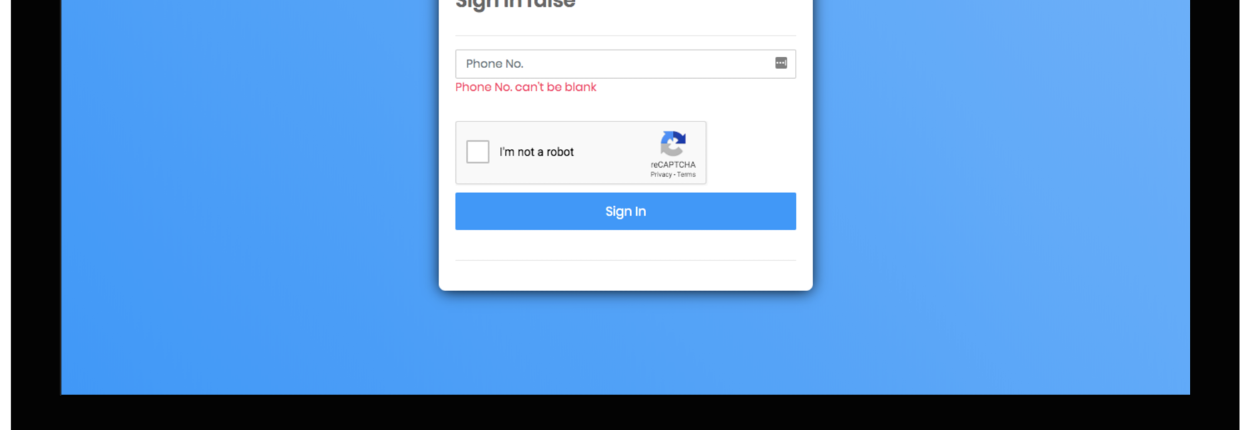 Sign in false
Phone No.
Phone No. can't be blank
I'm not a robot
reCAPTCHA
Privacy - Terms
Sign In